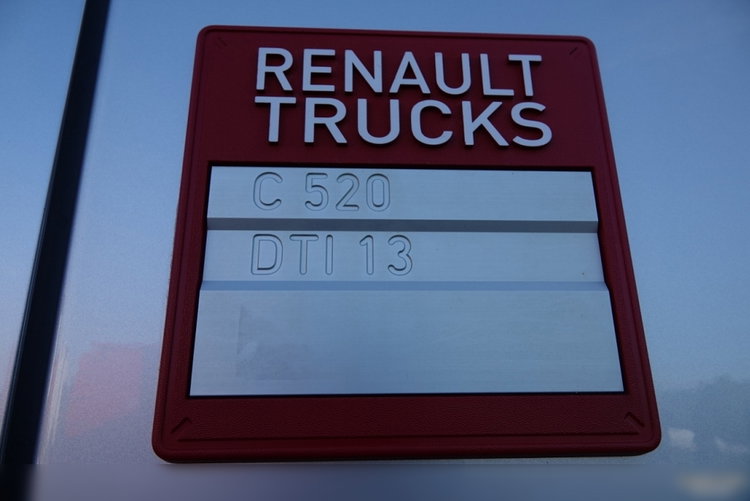 RENAULT
TRUCKS
C 520
DTI 13